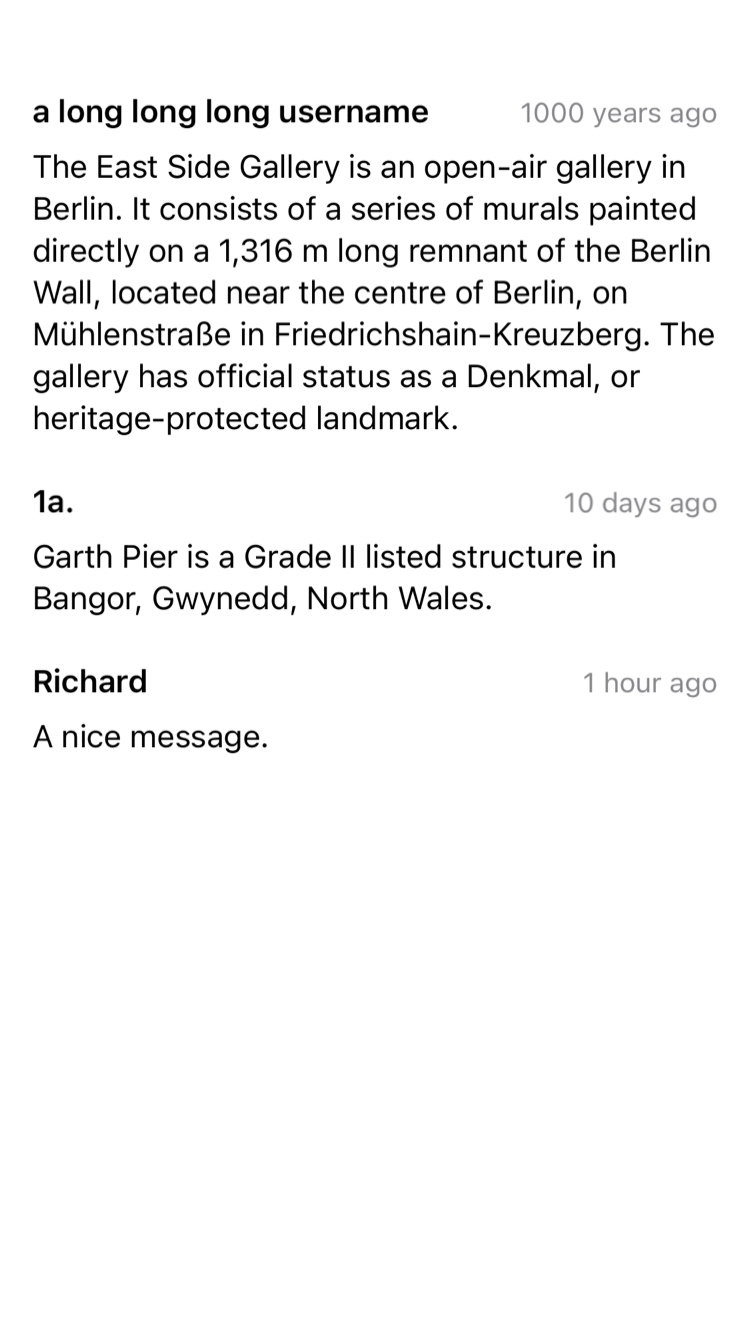 a long long long username 1000 years ago
The East Side Gallery is an open-air gallery in
Berlin. It consists of a series of murals painted
directly on a 1,316 m long remnant of the Berlin
Wall, located near the centre of Berlin, on
Mühlenstraße in Friedrichshain-Kreuzberg. The
gallery has official status as a Denkmal, or
heritage-protected landmark.
1a. 10 days ago
Garth Pier is a Grade II listed structure in
Bangor, Gwynedd, North Wales.
Richard 1 hour ago
A nice message.